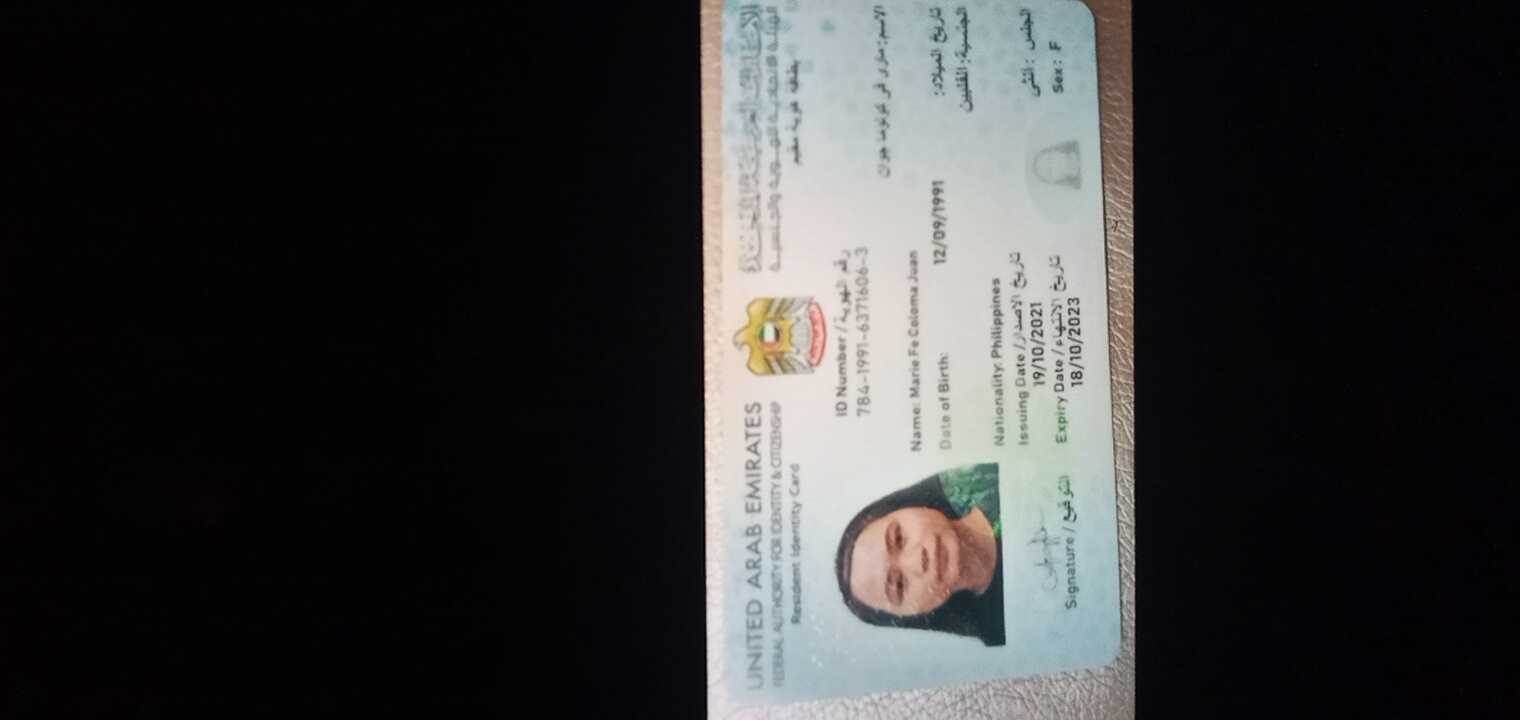 UNITED ARAB EMIRATES
الإمارات العربية المتحدة
FEDERAL AUTHORITY FOR IDENTITY & CITIZENSHIP
الهيئة الاتحادية للهوية والجنسية
Resident Identity Card
بطاقة هوية مقيم
ID Number / رقم الهوية
784-1991-6371606-3
الاسم: ماري في كولوما جوان
Name: Marie Fe Coloma Juan
Date of Birth: 12/09/1991 تاريخ الميلاد:
الجنسية: الفلبين
Nationality: Philippines
Issuing Date / تاريخ الاصدار
19/10/2021
الجنس: أنثى
Expiry Date / تاريخ الانتهاء
18/10/2023
Sex: F
Signature / التوقيع